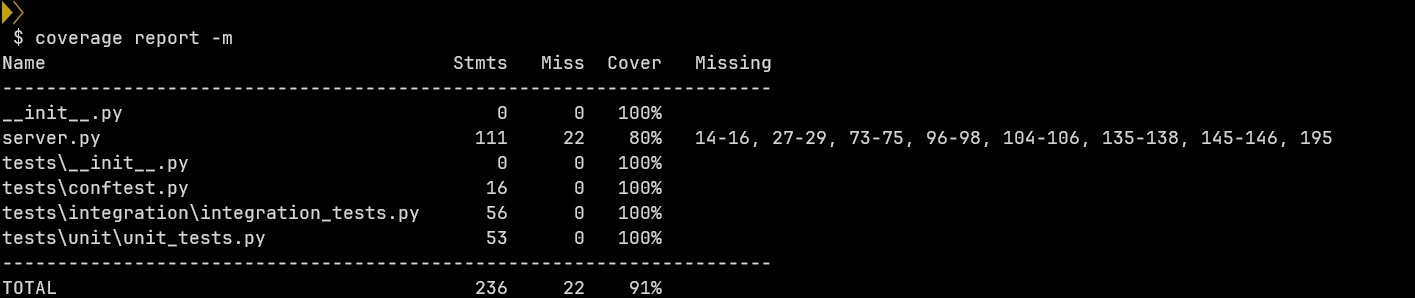 $ coverage report -m
Name                                     Stmts   Miss  Cover   Missing
----------------------------------------------------------------------
__init__.py                                  0      0   100%
server.py                                  111     22    80%   14-16, 27-29, 73-75, 96-98, 104-106, 135-138, 145-146, 195
tests\__init__.py                            0      0   100%
tests\conftest.py                           16      0   100%
tests\integration\integration_tests.py      56      0   100%
tests\unit\unit_tests.py                    53      0   100%
----------------------------------------------------------------------
TOTAL                                      236     22    91%